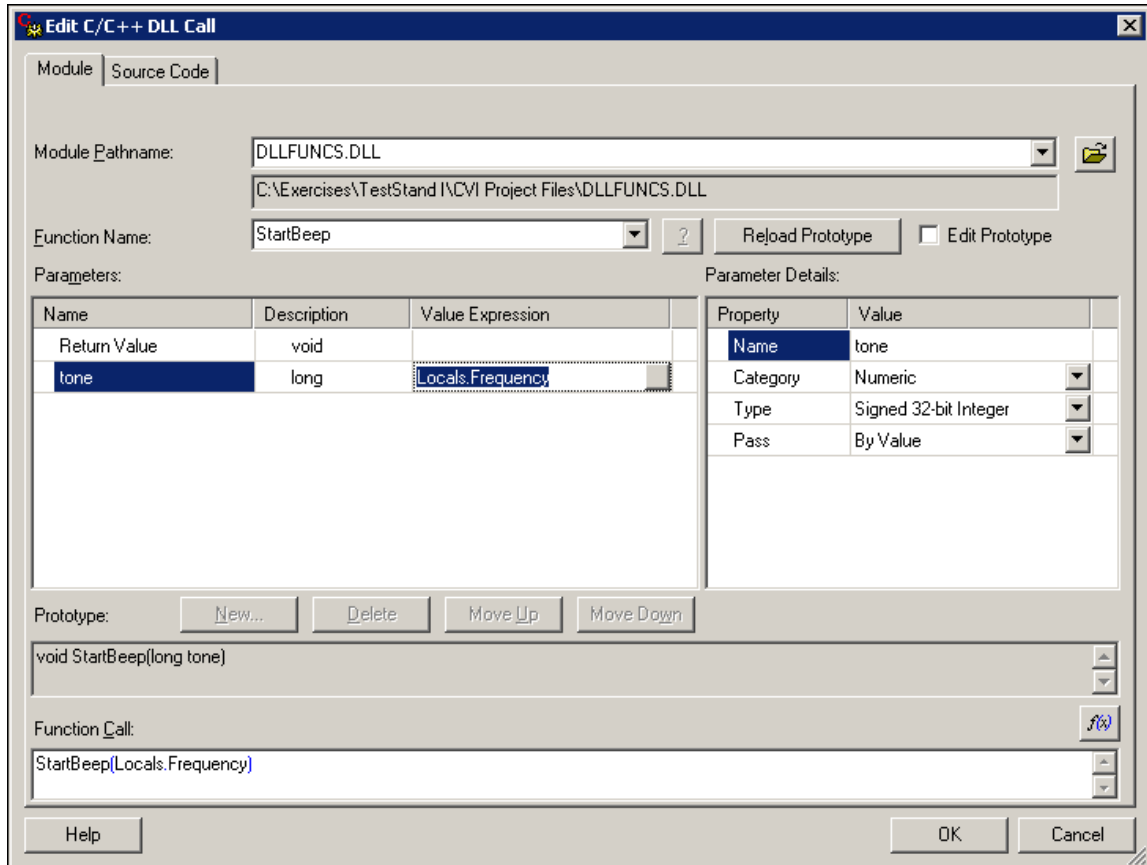 Edit C/C++ DLL Call
Module Source Code
Module Pathname: DLLFUNCS.DLL
C:\Exercises\TestStand I\CVI Project Files\DLLFUNCS.DLL
Function Name: StartBeep ? Reload Prototype Edit Prototype
Parameters: Parameter Details:
Name Description Value Expression Property Value
Return Value void Name tone
tone long Locals.Frequency Category Numeric
Type Signed 32-bit Integer
Pass By Value
Prototype: New... Delete Move Up Move Down
void StartBeep(long tone)
Function Call: f(x)
StartBeep(Locals.Frequency)
Help OK Cancel